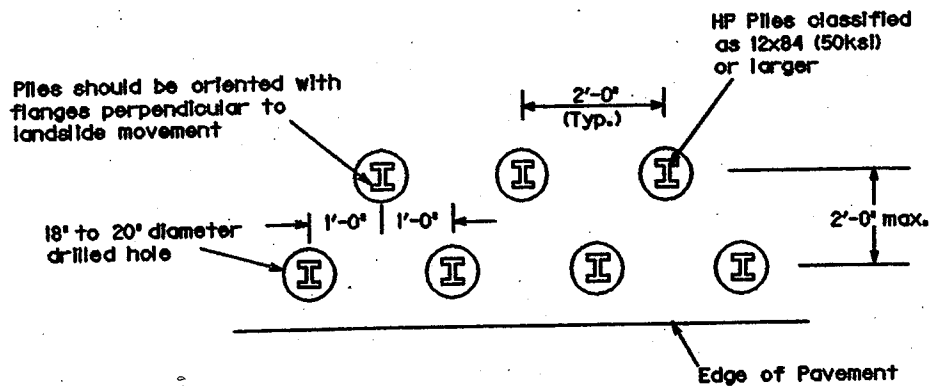 HP Piles classified
as 12x84 (50ksi)
or larger
Piles should be oriented with
flanges perpendicular to
landslide movement
2'-0"
(Typ.)
1'-0"
1'-0"
2'-0" max.
18" to 20" diameter
drilled hole
Edge of Pavement